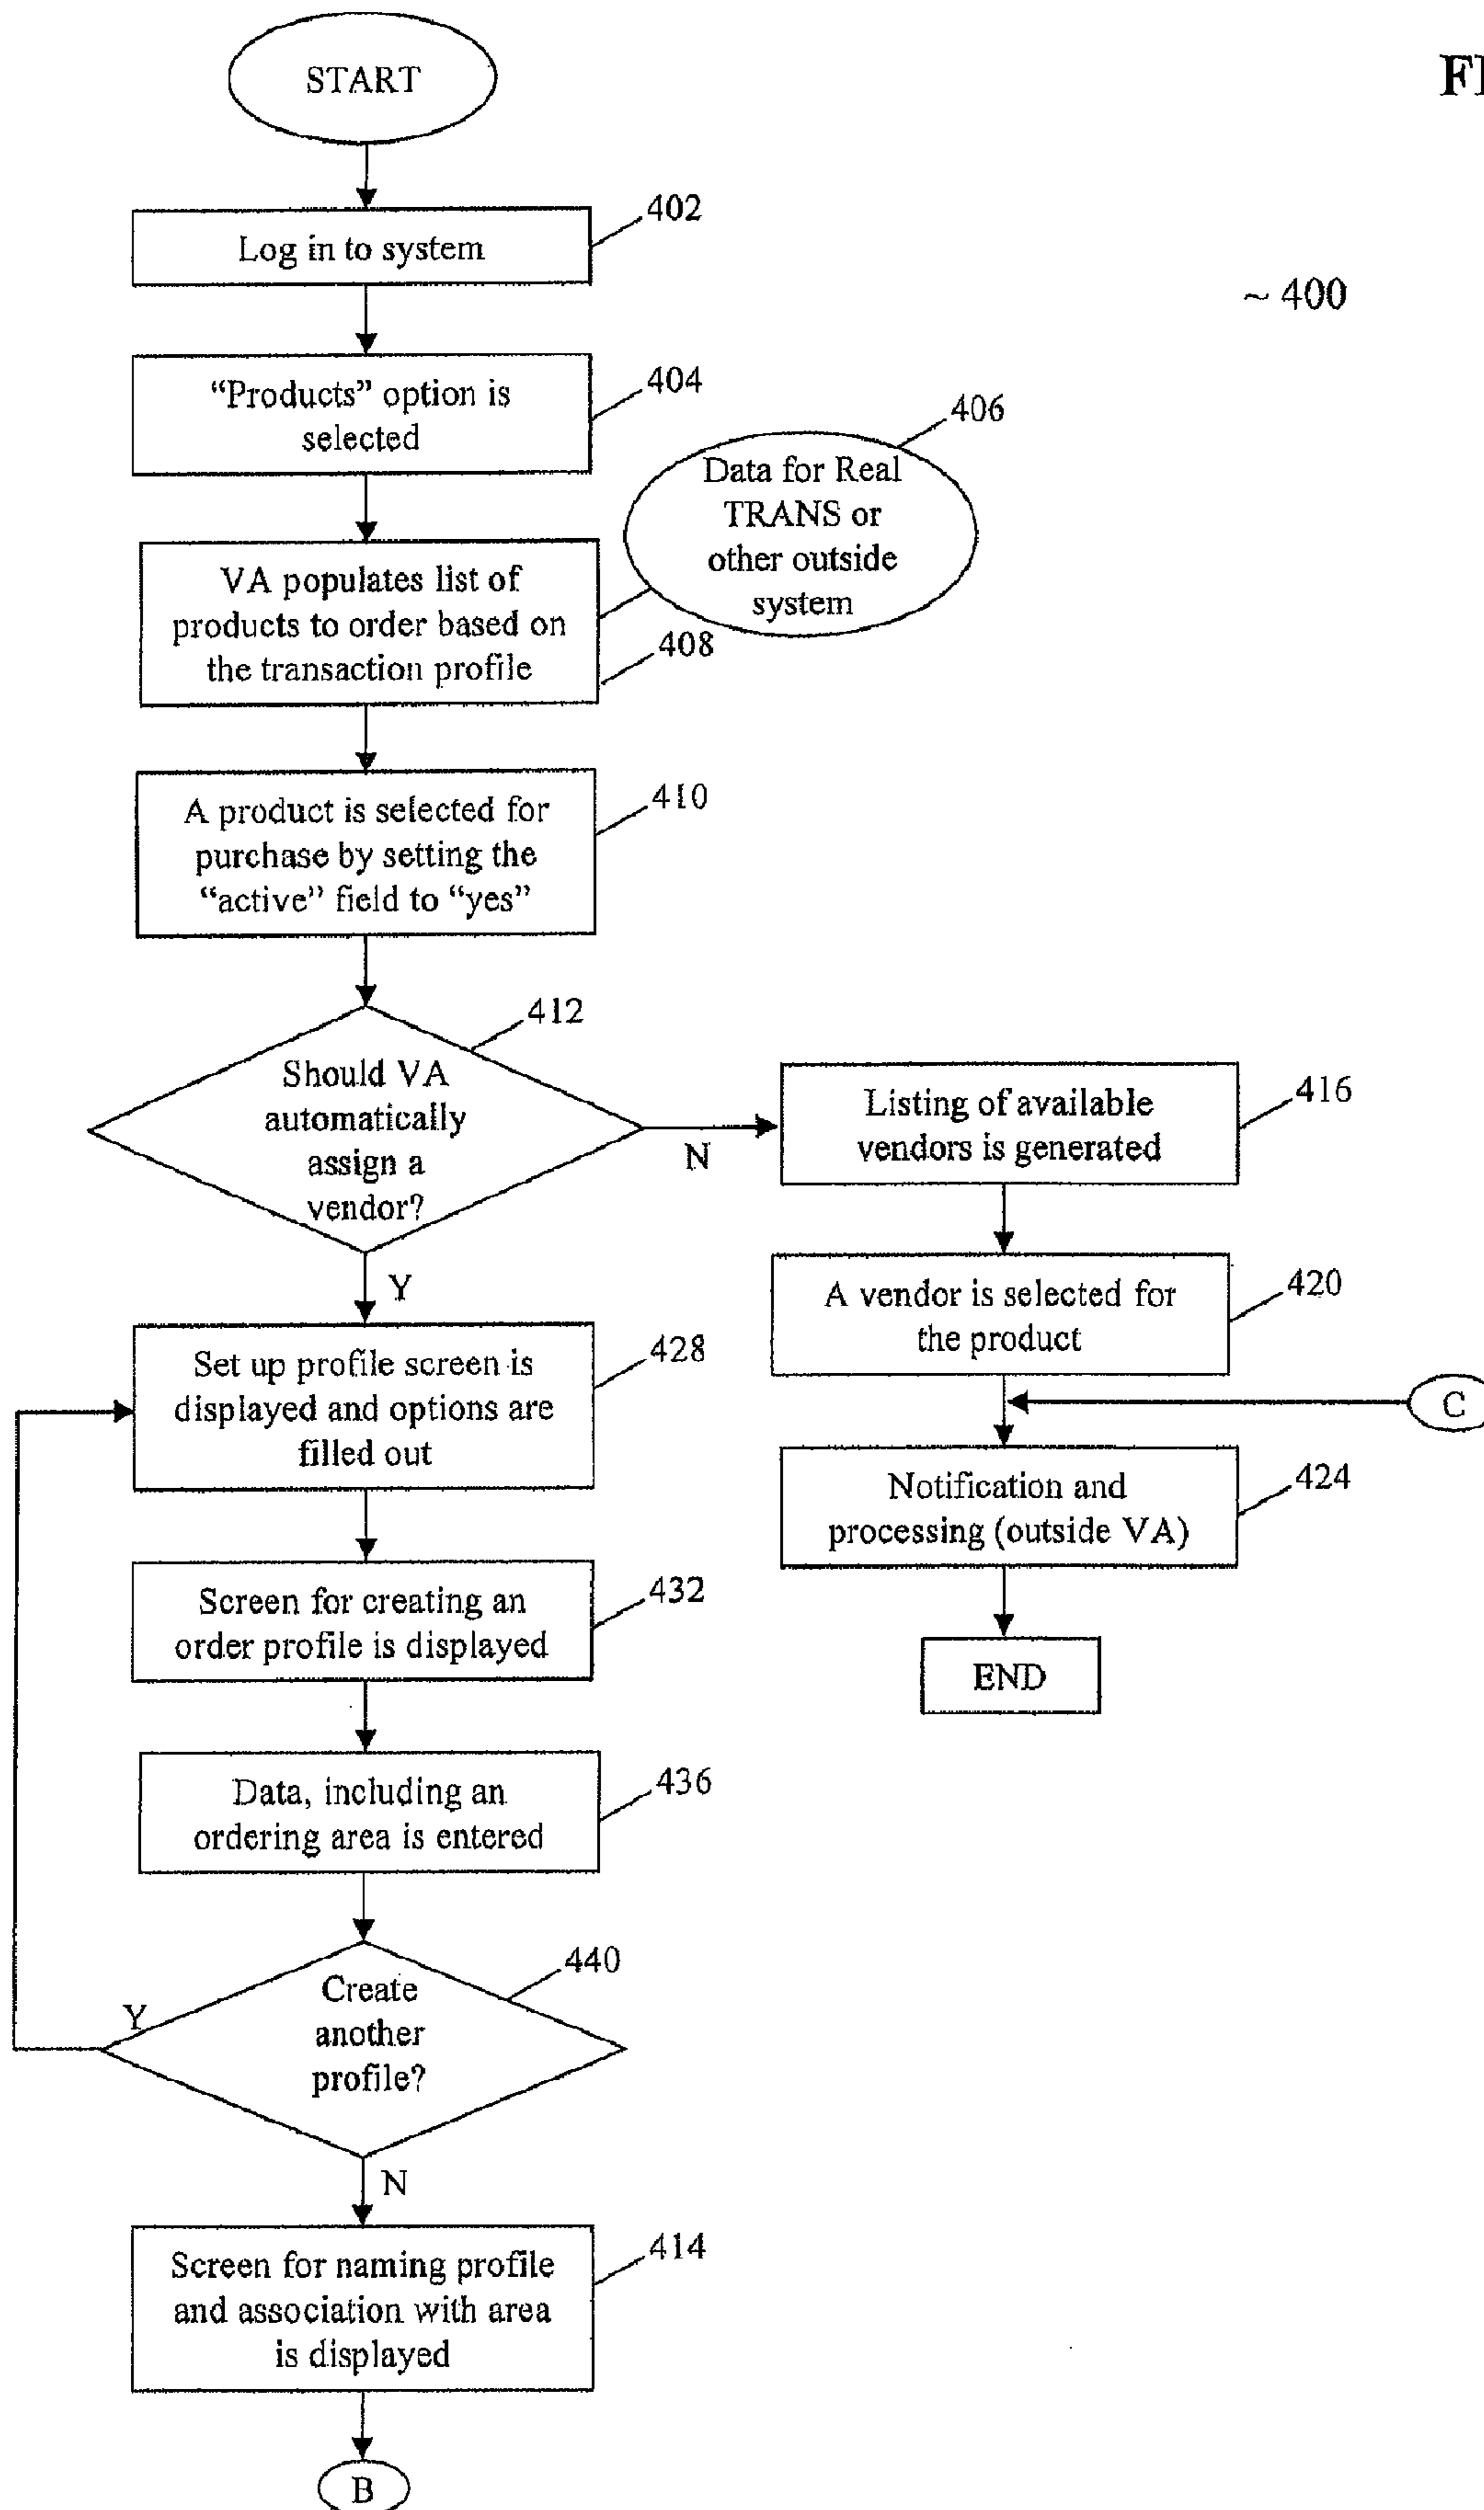 START
FI
402
Log in to system
~ 400
404
“Products” option is
selected
406
Data for Real
TRANS or
other outside
system
VA populates list of
products to order based on
the transaction profile
408
410
A product is selected for
purchase by setting the
“active” field to “yes”
412
Should VA
automatically
assign a
vendor?
N
Y
416
Listing of available
vendors is generated
420
A vendor is selected for
the product
C
424
Notification and
processing (outside VA)
END
428
Set up profile screen is
displayed and options are
filled out
432
Screen for creating an
order profile is displayed
436
Data, including an
ordering area is entered
440
Create
another
profile?
Y
N
414
Screen for naming profile
and association with area
is displayed
B